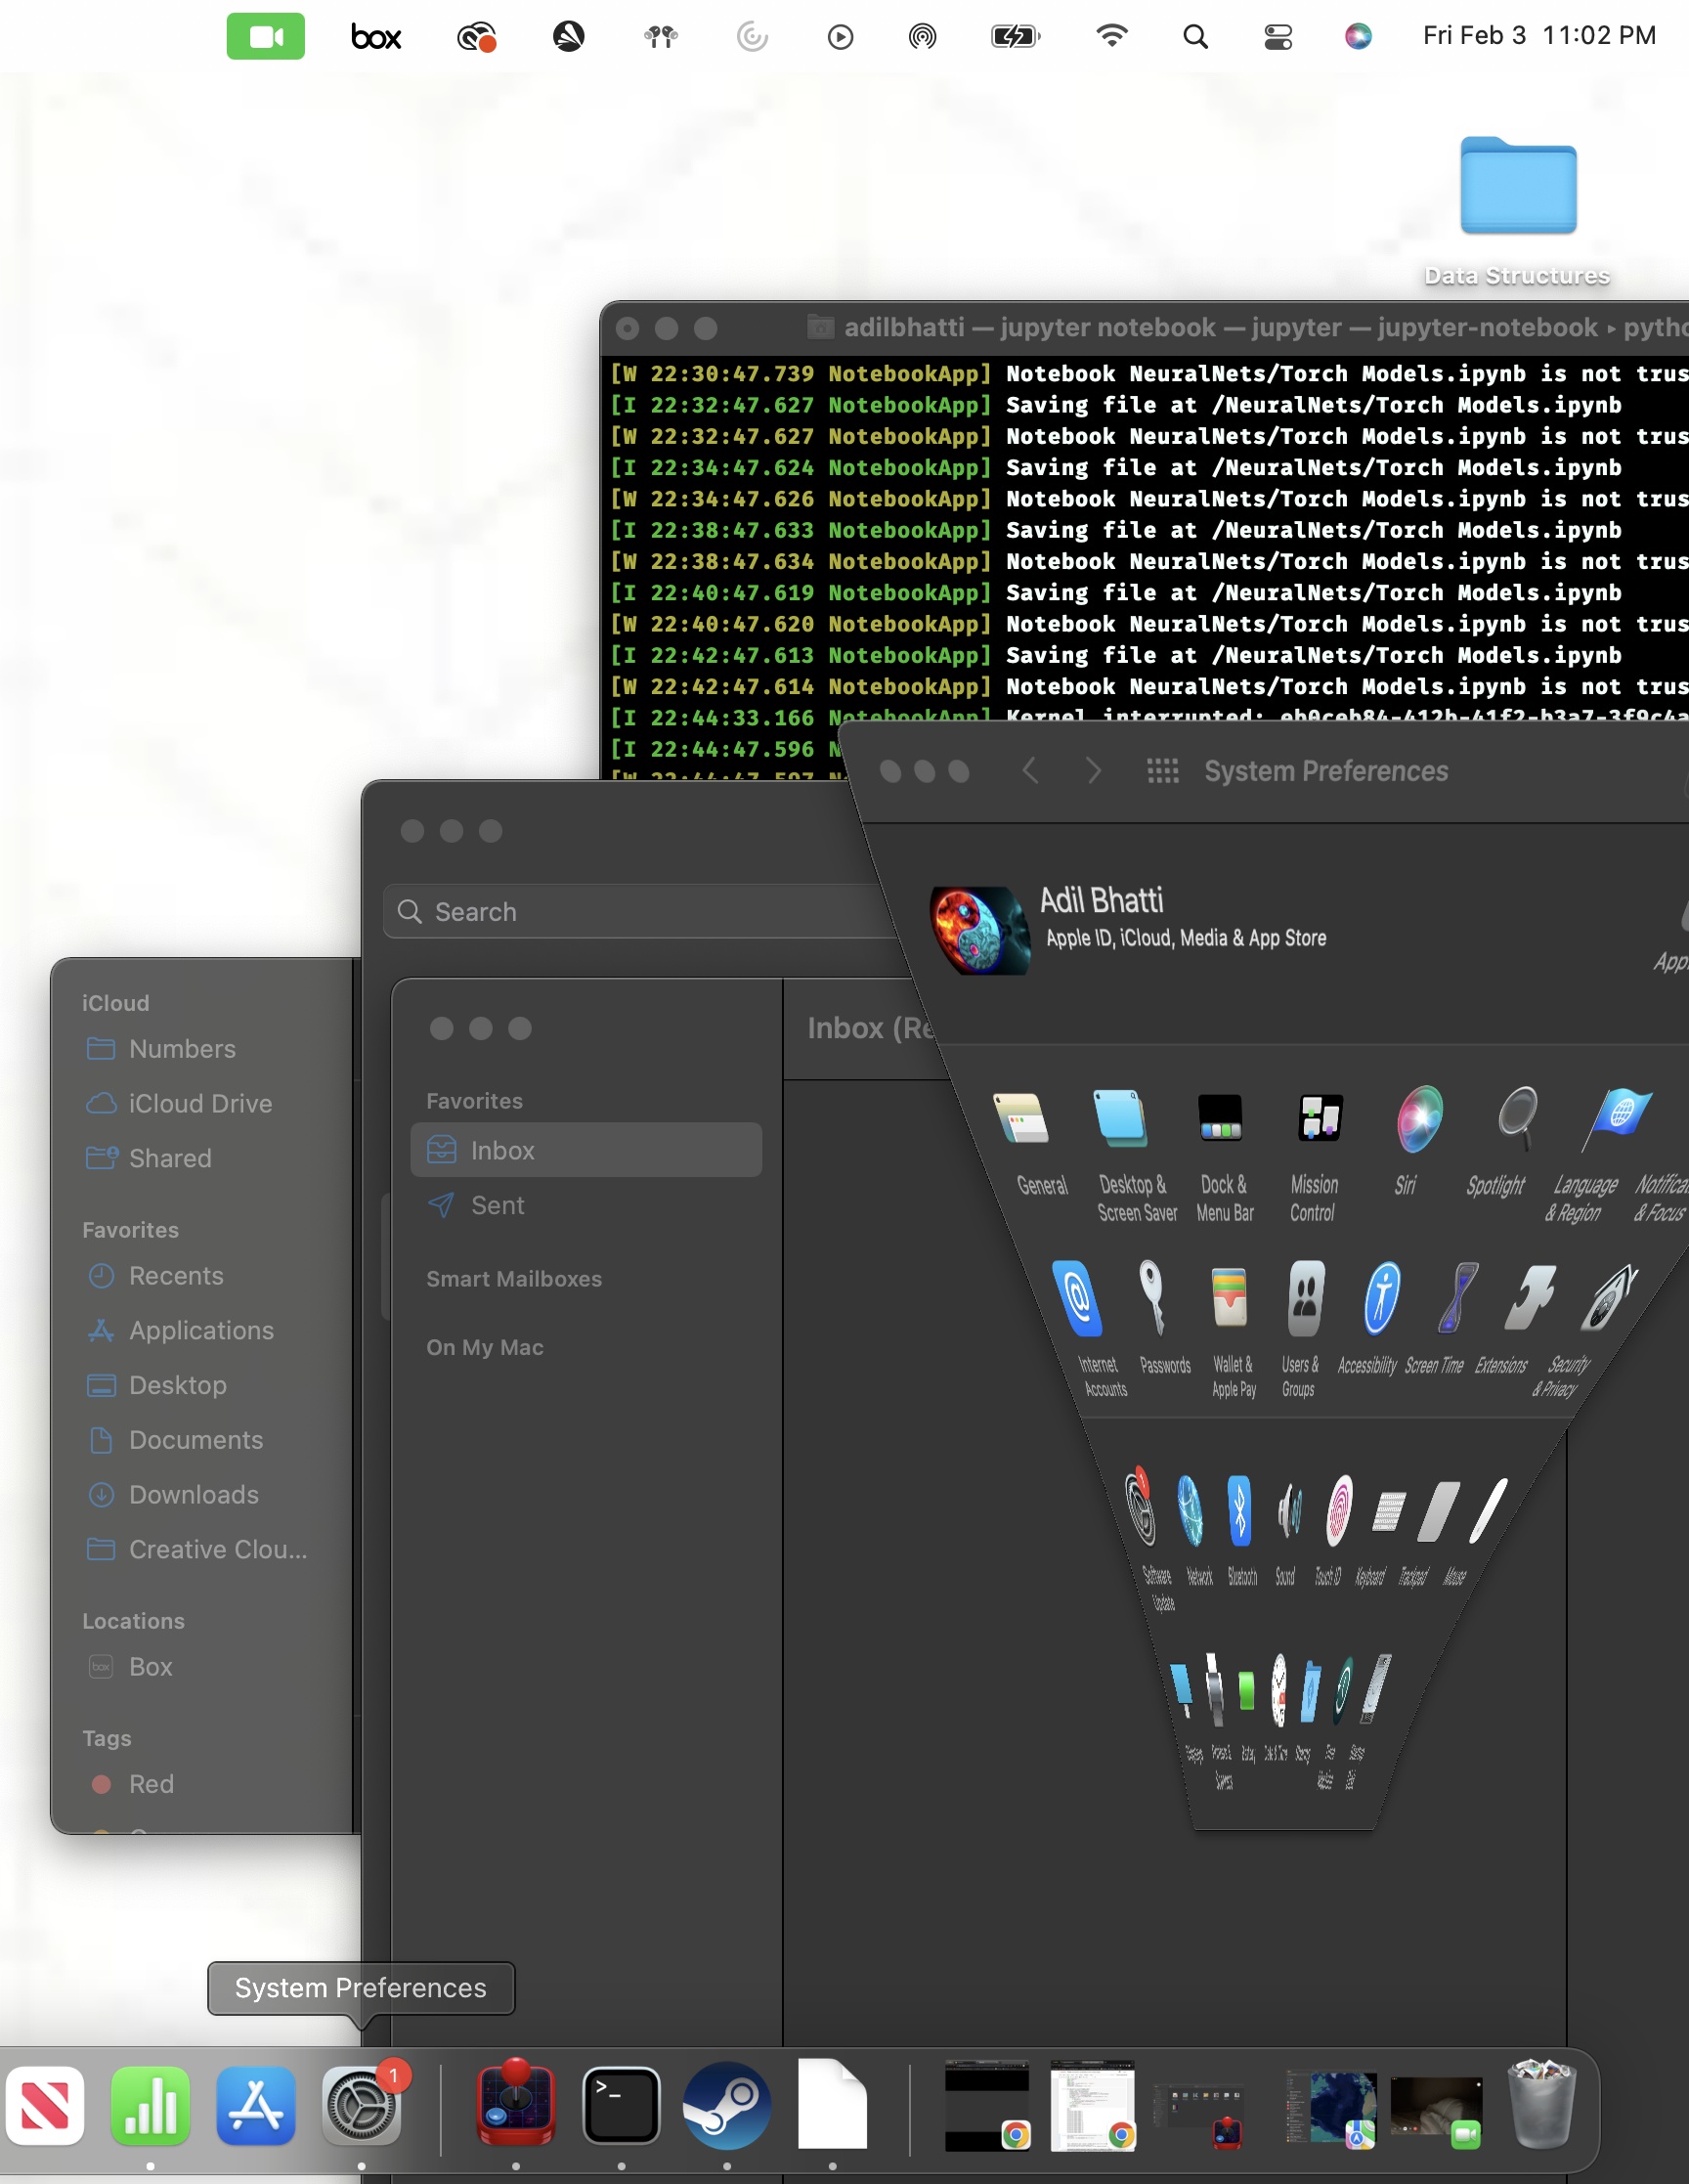 box
Fri Feb 3 11:02 PM
Data Structures
adilbhatti — jupyter notebook — jupyter — jupyter-notebook ▸ pytho
[W 22:30:47.739 NotebookApp] Notebook NeuralNets/Torch Models.ipynb is not trus
[I 22:32:47.627 NotebookApp] Saving file at /NeuralNets/Torch Models.ipynb
[W 22:32:47.627 NotebookApp] Notebook NeuralNets/Torch Models.ipynb is not trus
[I 22:34:47.624 NotebookApp] Saving file at /NeuralNets/Torch Models.ipynb
[W 22:34:47.626 NotebookApp] Notebook NeuralNets/Torch Models.ipynb is not trus
[I 22:38:47.633 NotebookApp] Saving file at /NeuralNets/Torch Models.ipynb
[W 22:38:47.634 NotebookApp] Notebook NeuralNets/Torch Models.ipynb is not trus
[I 22:40:47.619 NotebookApp] Saving file at /NeuralNets/Torch Models.ipynb
[W 22:40:47.620 NotebookApp] Notebook NeuralNets/Torch Models.ipynb is not trus
[I 22:42:47.613 NotebookApp] Saving file at /NeuralNets/Torch Models.ipynb
[W 22:42:47.614 NotebookApp] Notebook NeuralNets/Torch Models.ipynb is not trus
[I 22:44:33.166 NotebookApp] Kernel interrupted: eb0ceb84-412b-41f2-b3a7-3f9c4a
[I 22:44:47.596 N
[W 22:44:47.597
System Preferences
Adil Bhatti
Apple ID, iCloud, Media & App Store
Appl
General
Desktop &
Screen Saver
Dock &
Menu Bar
Mission
Control
Siri
Spotlight
Language
& Region
Notificat
& Focus
Internet
Accounts
Passwords
Wallet &
Apple Pay
Users &
Groups
Accessibility
Screen Time
Extensions
Security
& Privacy
Software
Update
Network
Bluetooth
Sound
Touch ID
Keyboard
Trackpad
Mouse
Search
Inbox (Re
Favorites
Inbox
Sent
Smart Mailboxes
On My Mac
iCloud
Numbers
iCloud Drive
Shared
Favorites
Recents
Applications
Desktop
Documents
Downloads
Creative Clou...
Locations
box
Box
Tags
Red
System Preferences
1
>_